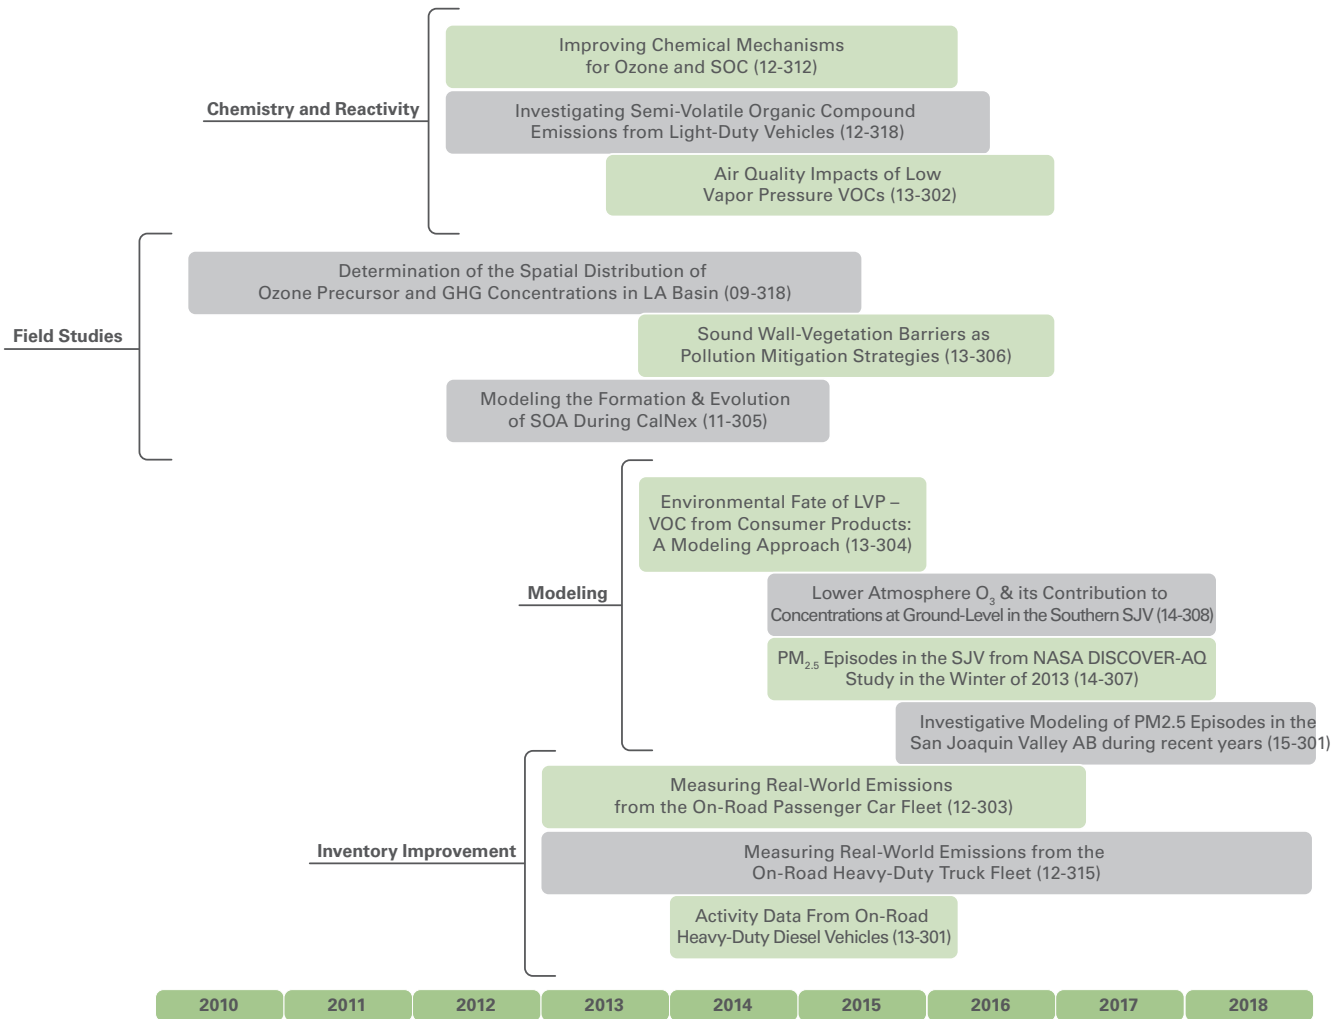 Chemistry and Reactivity
Improving Chemical Mechanisms
for Ozone and SOC (12-312)
Investigating Semi-Volatile Organic Compound
Emissions from Light-Duty Vehicles (12-318)
Air Quality Impacts of Low
Vapor Pressure VOCs (13-302)
Field Studies
Determination of the Spatial Distribution of
Ozone Precursor and GHG Concentrations in LA Basin (09-318)
Sound Wall-Vegetation Barriers as
Pollution Mitigation Strategies (13-306)
Modeling the Formation & Evolution
of SOA During CalNex (11-305)
Modeling
Environmental Fate of LVP –
VOC from Consumer Products:
A Modeling Approach (13-304)
Lower Atmosphere O₃ & its Contribution to
Concentrations at Ground-Level in the Southern SJV (14-308)
PM₂.₅ Episodes in the SJV from NASA DISCOVER-AQ
Study in the Winter of 2013 (14-307)
Investigative Modeling of PM2.5 Episodes in the
San Joaquin Valley AB during recent years (15-301)
Inventory Improvement
Measuring Real-World Emissions
from the On-Road Passenger Car Fleet (12-303)
Measuring Real-World Emissions from the
On-Road Heavy-Duty Truck Fleet (12-315)
Activity Data From On-Road
Heavy-Duty Diesel Vehicles (13-301)
2010 2011 2012 2013 2014 2015 2016 2017 2018